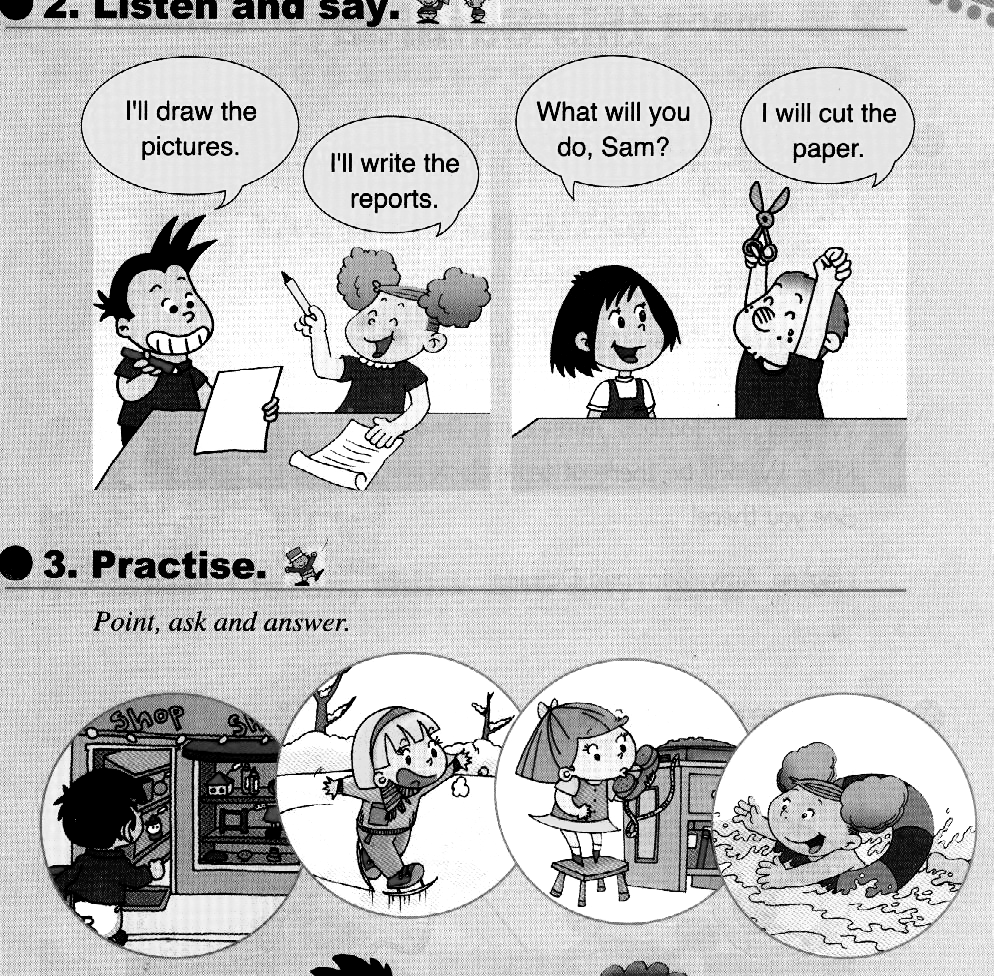 2. Listen and say.
I'll draw the
pictures.
I'll write the
reports.
What will you
do, Sam?
I will cut the
paper.
3. Practise.
Point, ask and answer.
shop